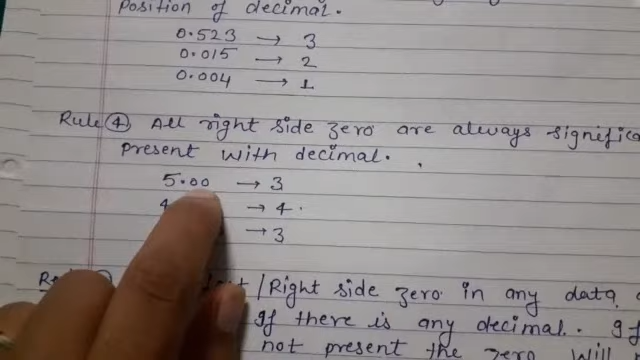 Position of decimal.
0.523 → 3
0.015 → 2
0.004 → 1
Rule ④ All right side zero are always
present with decimal.
5.00 → 3
4 → 4.
→ 3
/Right side zero in any data
If there is any decimal. If
not present the zero will